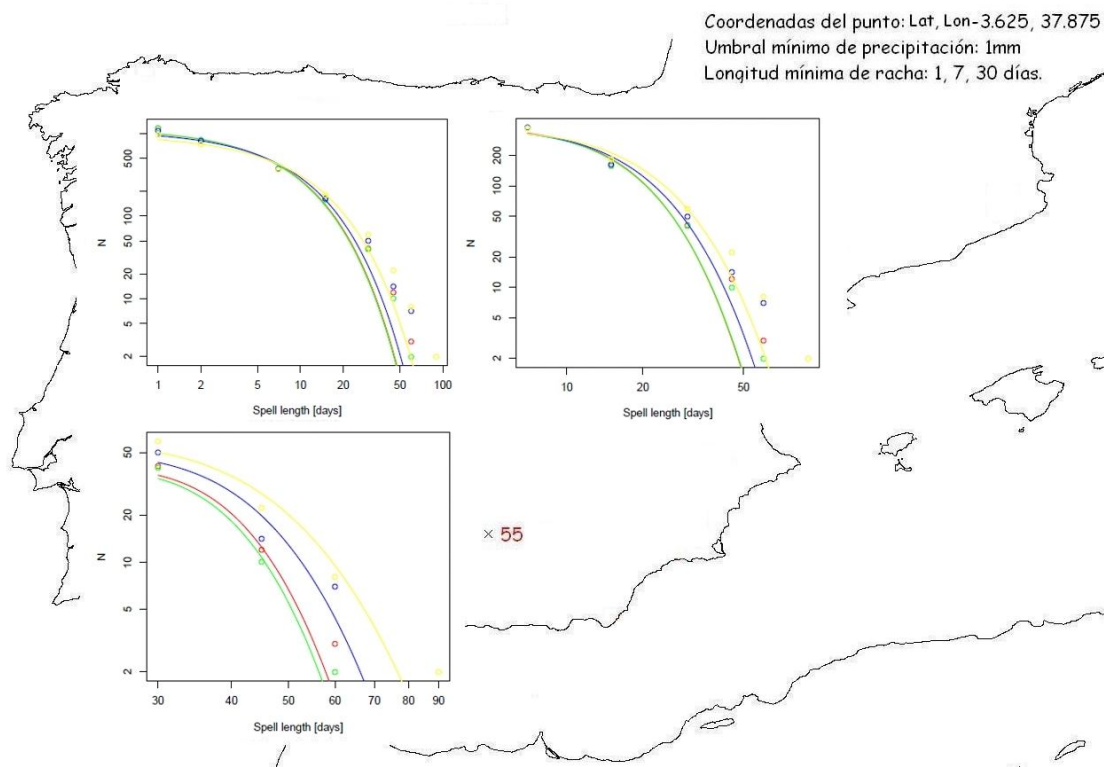 Coordenadas del punto: Lat, Lon-3.625, 37.875
Umbral mínimo de precipitación: 1mm
Longitud mínima de racha: 1, 7, 30 días.
500
100
50
20
10
5
2
N
1 2 5 10 20 50 100
Spell length [days]
200
100
50
20
10
5
2
N
10 20 50
Spell length [days]
50
20
10
5
2
N
30 40 50 60 70 80 90
Spell length [days]
× 55